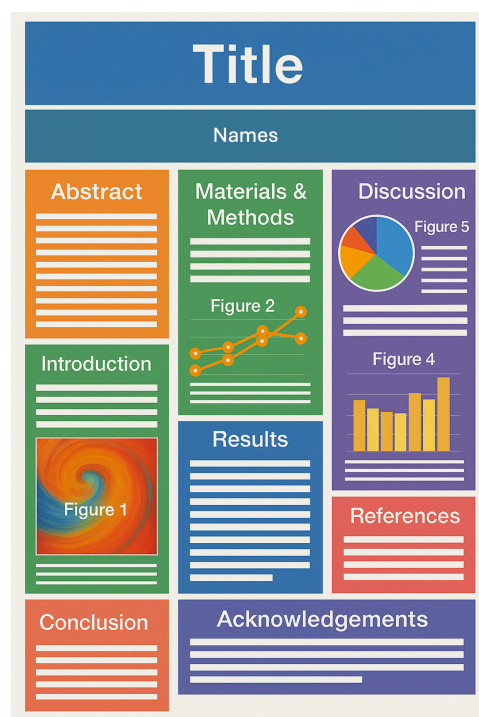 Title
Names
Abstract
Introduction
Figure 1
Conclusion
Materials &
Methods
Figure 2
Results
Discussion
Figure 5
Figure 4
References
Acknowledgements